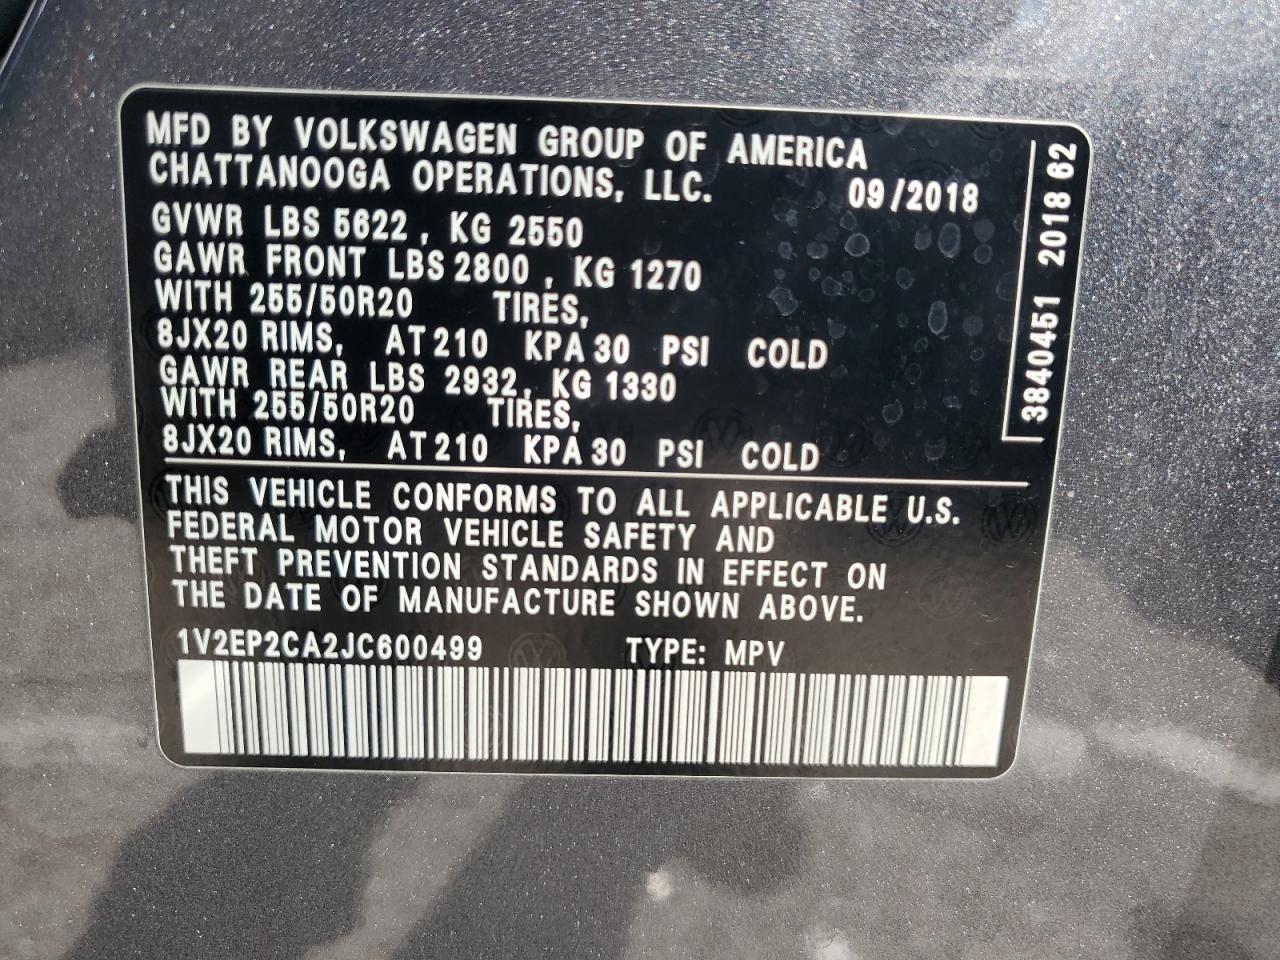 MFD BY VOLKSWAGEN GROUP OF AMERICA
CHATTANOOGA OPERATIONS, LLC. 09/2018
GVWR LBS 5622 , KG 2550
GAWR FRONT LBS 2800 , KG 1270
WITH 255/50R20 TIRES,
8JX20 RIMS, AT 210 KPA 30 PSI COLD
GAWR REAR LBS 2932, KG 1330
WITH 255/50R20 TIRES,
8JX20 RIMS, AT 210 KPA 30 PSI COLD
THIS VEHICLE CONFORMS TO ALL APPLICABLE U.S.
FEDERAL MOTOR VEHICLE SAFETY AND
THEFT PREVENTION STANDARDS IN EFFECT ON
THE DATE OF MANUFACTURE SHOWN ABOVE.
1V2EP2CA2JC600499 TYPE: MPV
3840451 2018 62